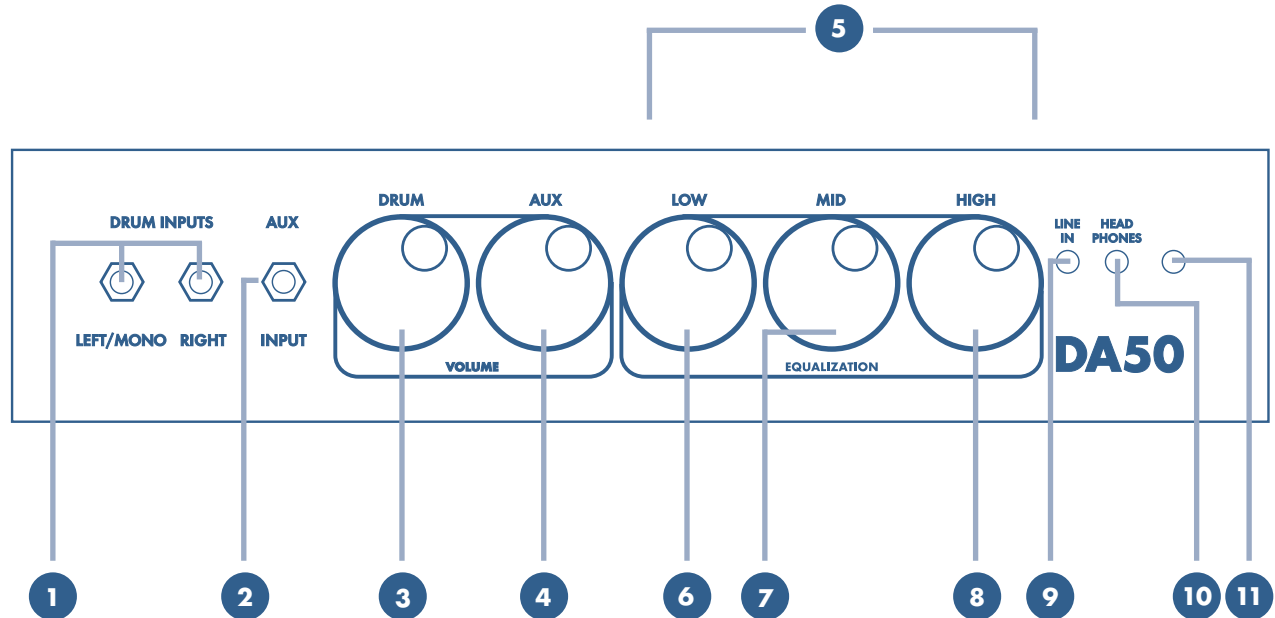 5
DRUM
AUX
LOW
MID
HIGH
DRUM INPUTS
AUX
LINE
IN
HEAD
PHONES
LEFT/MONO
RIGHT
INPUT
VOLUME
EQUALIZATION
DA50
1
2
3
4
6
7
8
9
10
11